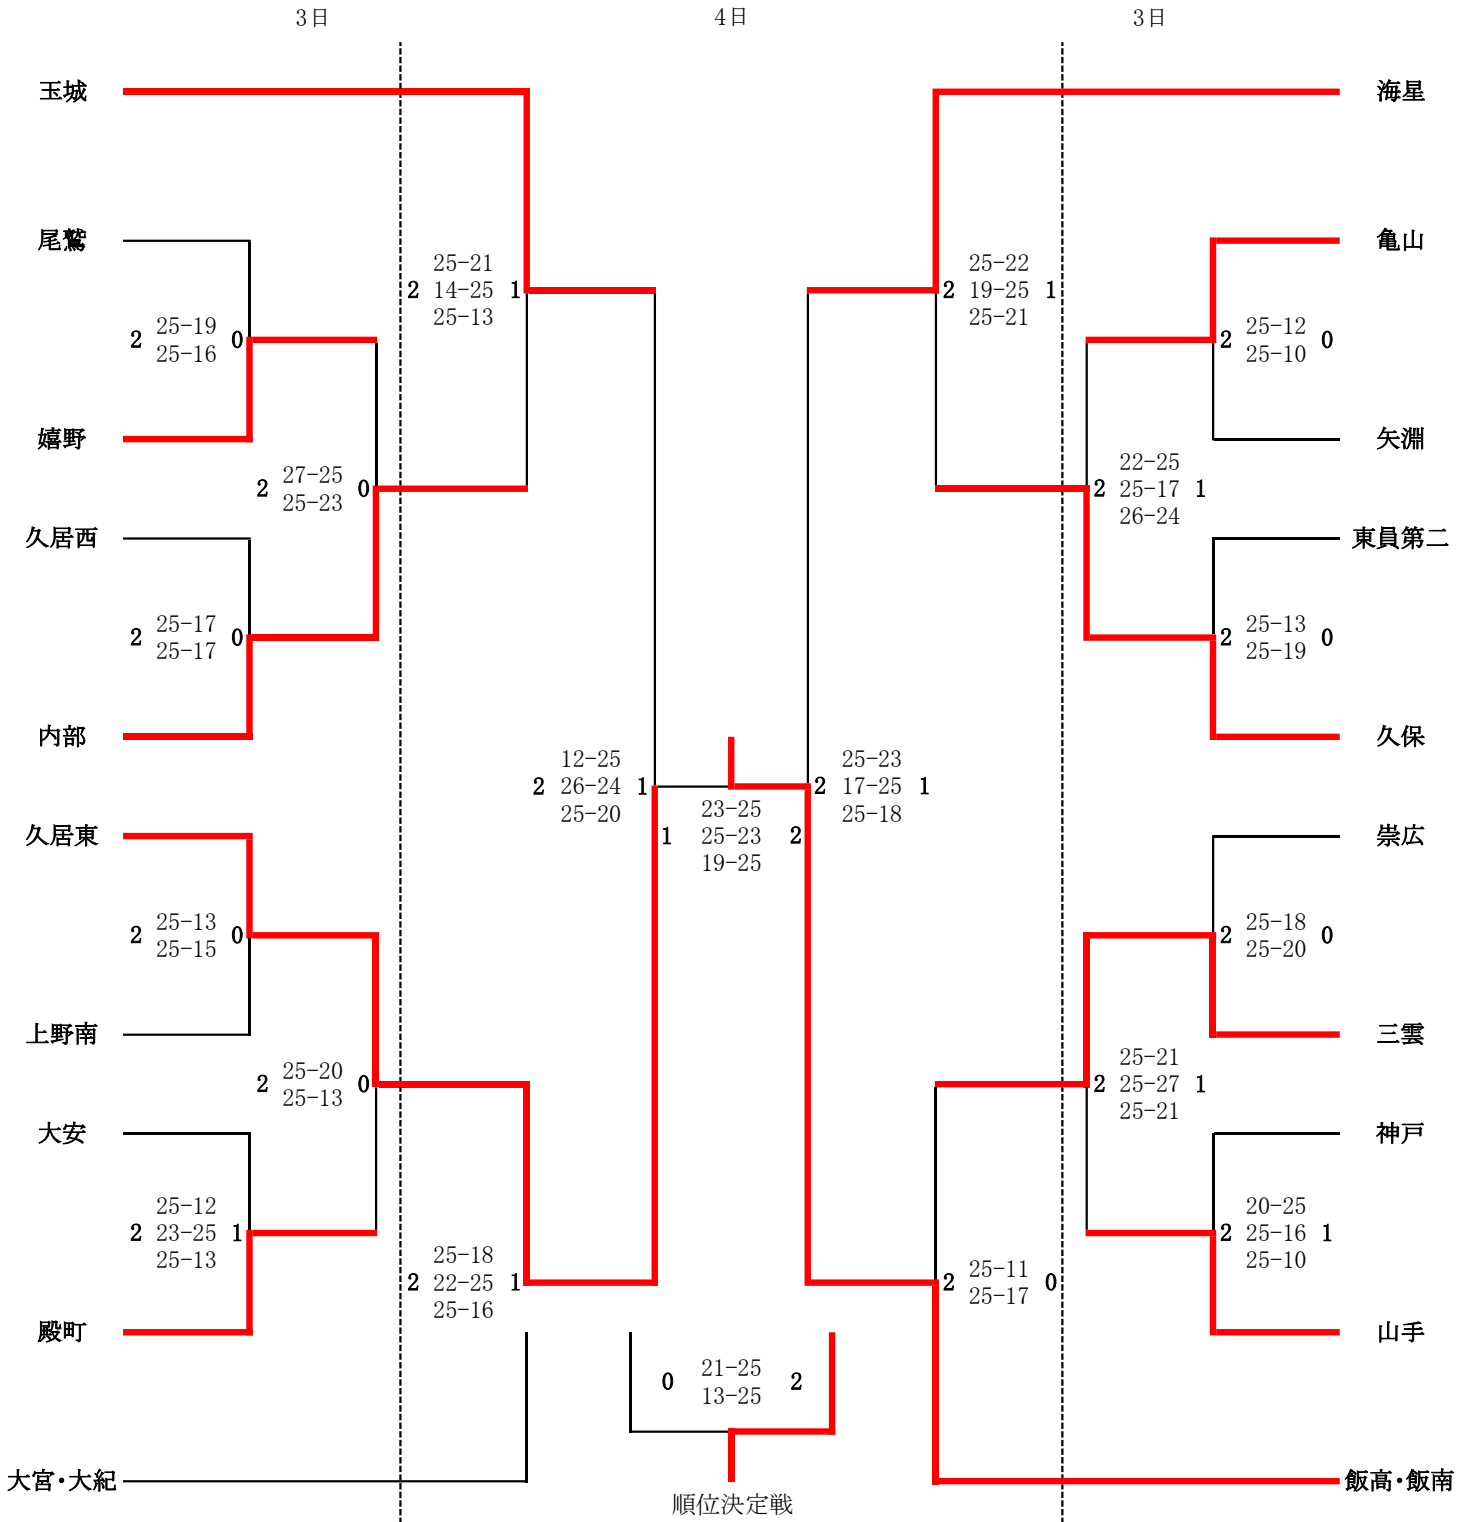 3日
4日
3日
玉城
海星
尾鷲
亀山
2 25-21 1
14-25
25-13
2 25-22 1
19-25
25-21
2 25-19 0
25-16
2 25-12 0
25-10
嬉野
矢淵
2 27-25 0
25-23
2 22-25 1
25-17
26-24
久居西
東員第二
2 25-17 0
25-17
2 25-13 0
25-19
内部
久保
2 12-25 1
26-24
25-20
2 25-23 1
17-25
25-18
1 23-25 2
25-23
19-25
久居東
崇広
2 25-13 0
25-15
2 25-18 0
25-20
上野南
三雲
2 25-20 0
25-13
2 25-21 1
25-27
25-21
大安
神戸
2 25-12 1
23-25
25-13
2 20-25 1
25-16
25-10
2 25-18 1
22-25
25-16
2 25-11 0
25-17
殿町
山手
0 21-25 2
13-25
大宮・大紀
飯高・飯南
順位決定戦